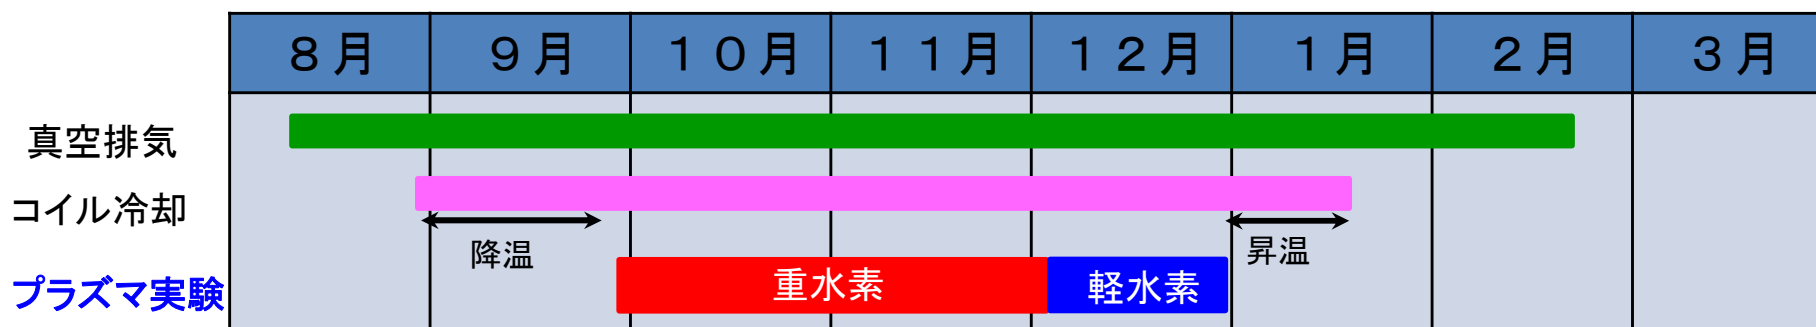 ８月 ９月 １０月 １１月 １２月 １月 ２月 ３月
真空排気
コイル冷却
降温 昇温
プラズマ実験 重水素 軽水素